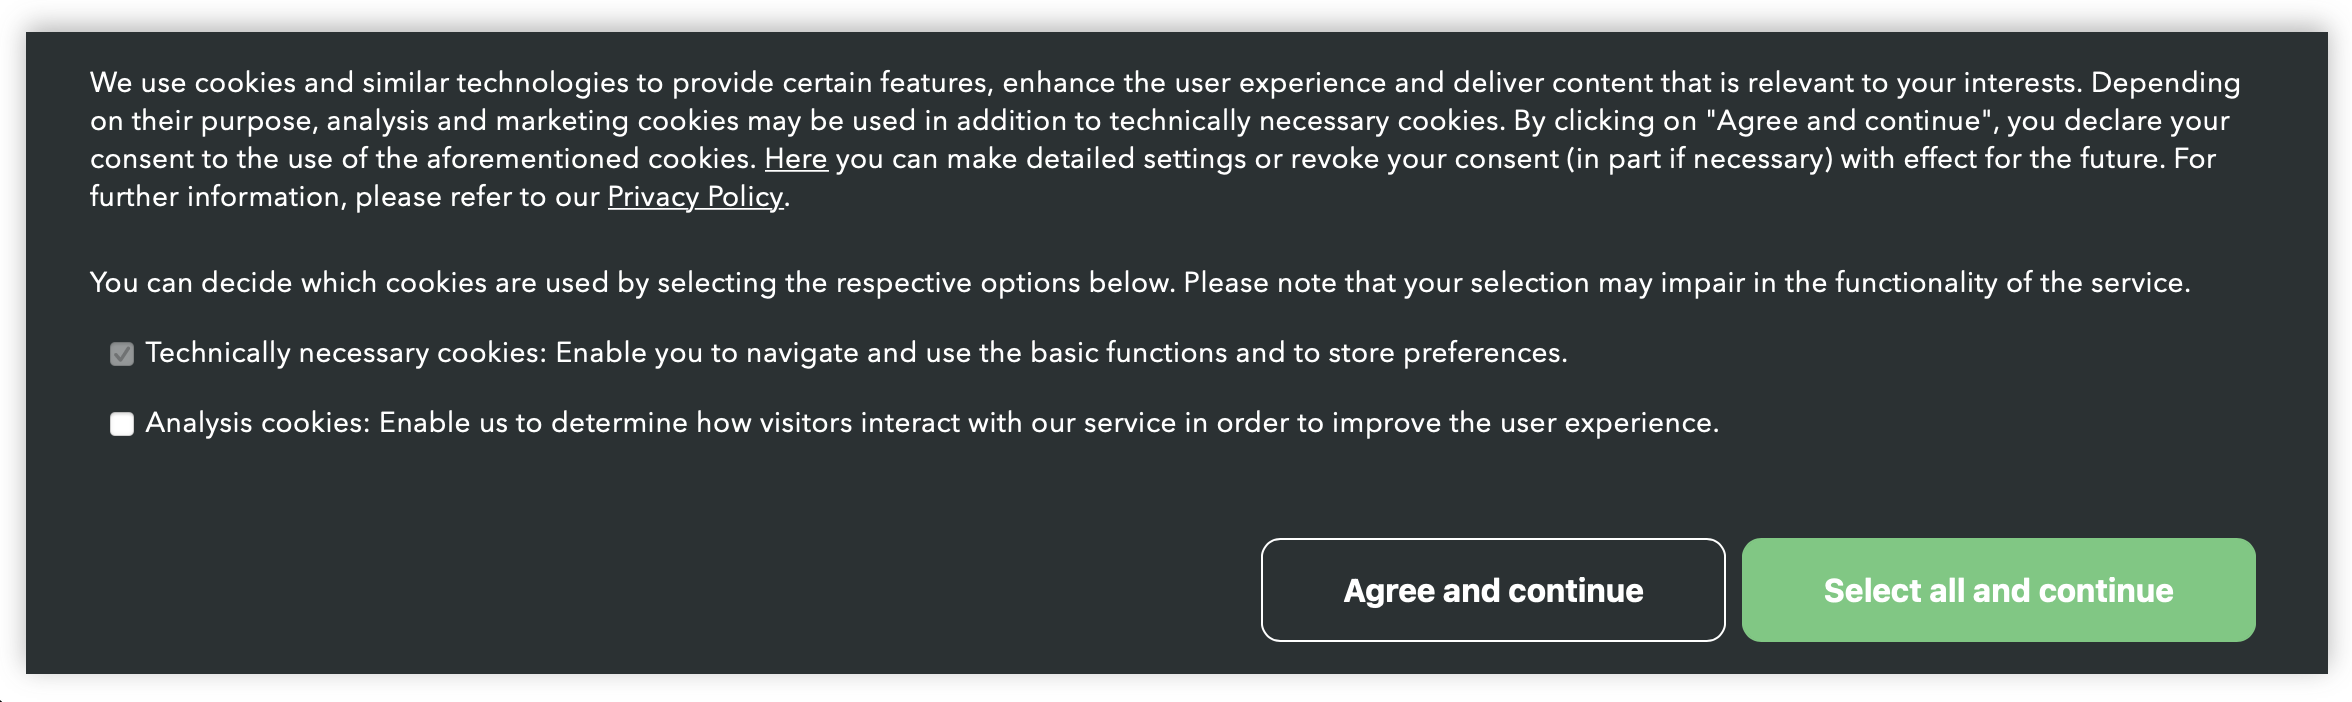 We use cookies and similar technologies to provide certain features, enhance the user experience and deliver content that is relevant to your interests. Depending
on their purpose, analysis and marketing cookies may be used in addition to technically necessary cookies. By clicking on "Agree and continue", you declare your
consent to the use of the aforementioned cookies. Here you can make detailed settings or revoke your consent (in part if necessary) with effect for the future. For
further information, please refer to our Privacy Policy.
You can decide which cookies are used by selecting the respective options below. Please note that your selection may impair in the functionality of the service.
Technically necessary cookies: Enable you to navigate and use the basic functions and to store preferences.
Analysis cookies: Enable us to determine how visitors interact with our service in order to improve the user experience.
Agree and continue
Select all and continue